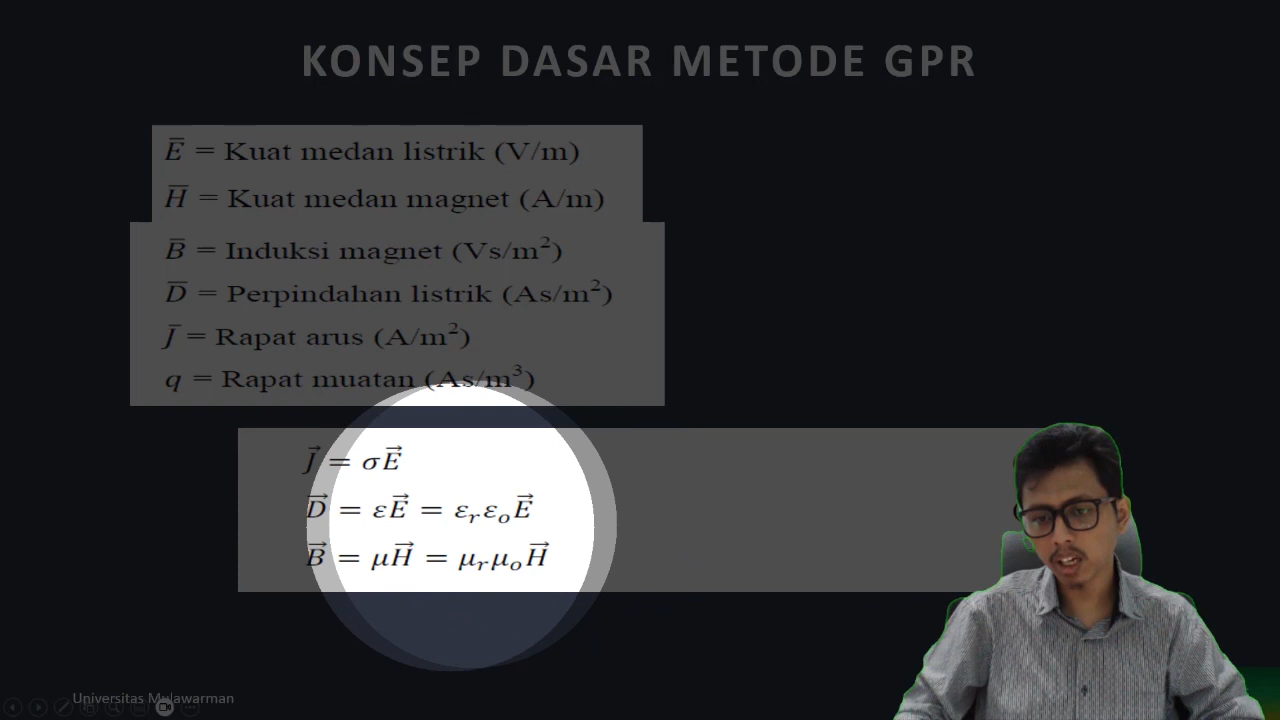 KONSEP DASAR METODE GPR
E̅ = Kuat medan listrik (V/m)
H̅ = Kuat medan magnet (A/m)
B̅ = Induksi magnet (Vs/m²)
D̅ = Perpindahan listrik (As/m²)
J̅ = Rapat arus (A/m²)
q = Rapat muatan (As/m³)
J⃗ = σE⃗
D⃗ = εE⃗ = εᵣεₒE⃗
B⃗ = μH⃗ = μᵣμₒH⃗
Universitas Mulawarman